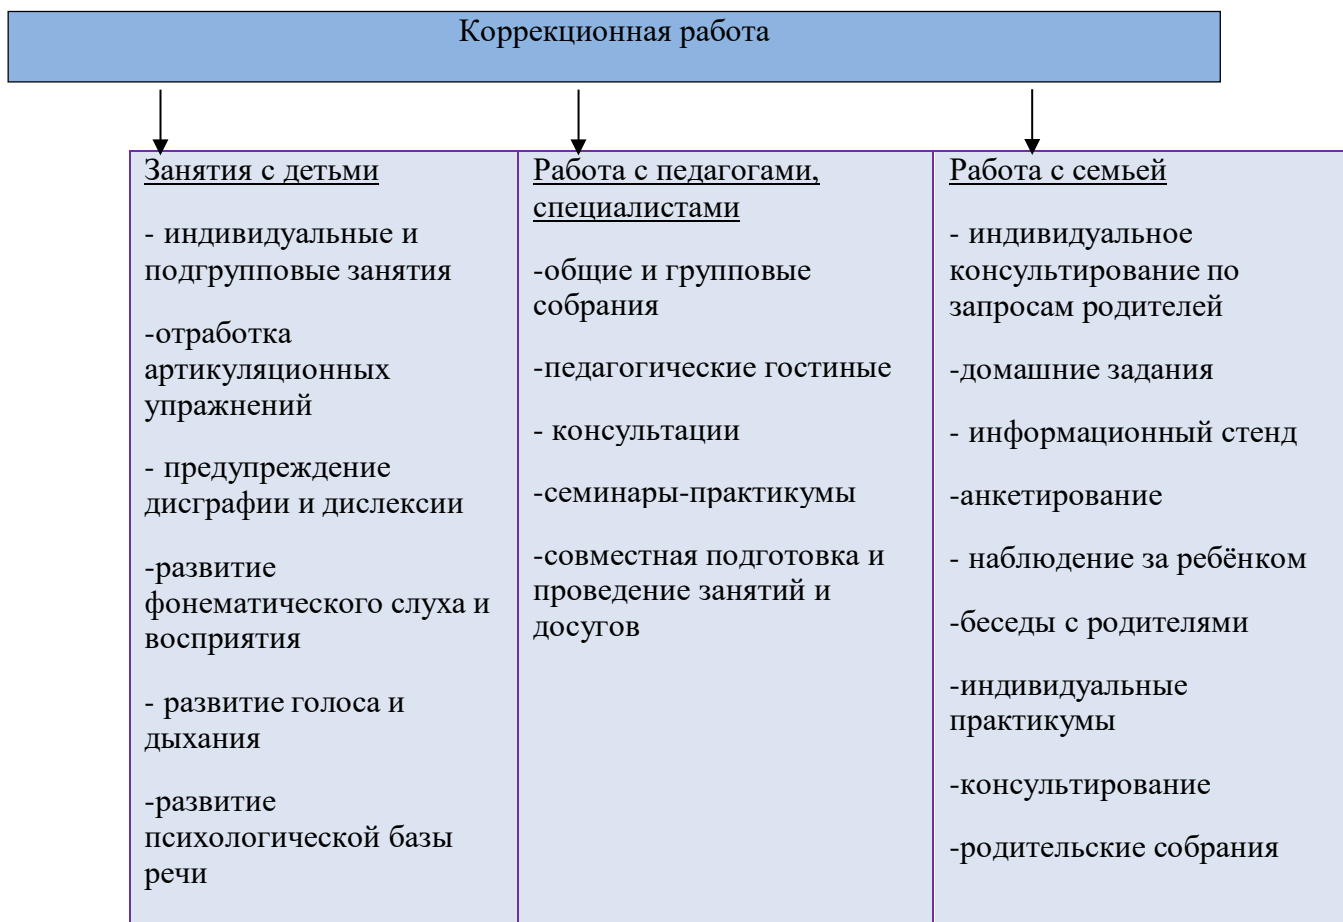 Коррекционная работа
Занятия с детьми
- индивидуальные и
подгрупповые занятия
-отработка
артикуляционных
упражнений
- предупреждение
дисграфии и дислексии
-развитие
фонематического слуха и
восприятия
- развитие голоса и
дыхания
-развитие
психологической базы
речи
Работа с педагогами,
специалистами
-общие и групповые
собрания
-педагогические гостиные
- консультации
-семинары-практикумы
-совместная подготовка и
проведение занятий и
досугов
Работа с семьей
- индивидуальное
консультирование по
запросам родителей
-домашние задания
- информационный стенд
-анкетирование
- наблюдение за ребёнком
-беседы с родителями
-индивидуальные
практикумы
-консультирование
-родительские собрания